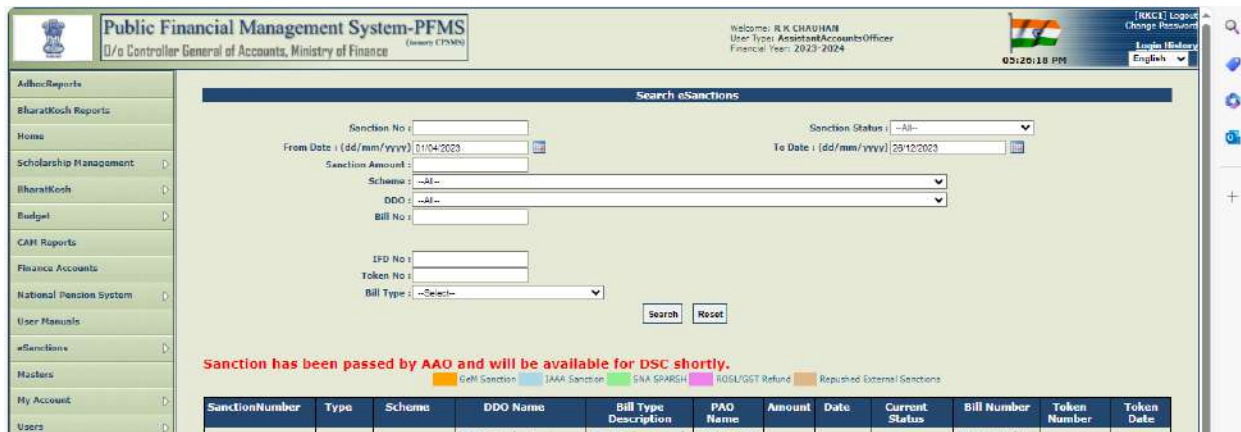 Public Financial Management System-PFMS
(formerly CPSMS)
O/o Controller General of Accounts, Ministry of Finance
Welcome: R K CHAUHAN
User Type: AssistantAccountsOfficer
Financial Year: 2023-2024
05:26:18 PM
[RKC1] Logout
Change Password
Login History
English
AdhocReports
BharatKosh Reports
Home
Scholarship Management
BharatKosh
Budget
CAM Reports
Finance Accounts
National Pension System
User Manuals
eSanctions
Masters
My Account
Users
Search eSanctions
Sanction No :
Sanction Status : --All--
From Date : (dd/mm/yyyy) 01/04/2023
To Date : (dd/mm/yyyy) 26/12/2023
Sanction Amount :
Scheme : --All--
DDO : --All--
Bill No :
IFD No :
Token No :
Bill Type : --Select--
Search Reset
Sanction has been passed by AAO and will be available for DSC shortly.
GeM Sanction IAAA Sanction SNA SPARSH ROSL/GST Refund Repushed External Sanctions
SanctionNumber Type Scheme DDO Name Bill Type Description PAO Name Amount Date Current Status Bill Number Token Number Token Date